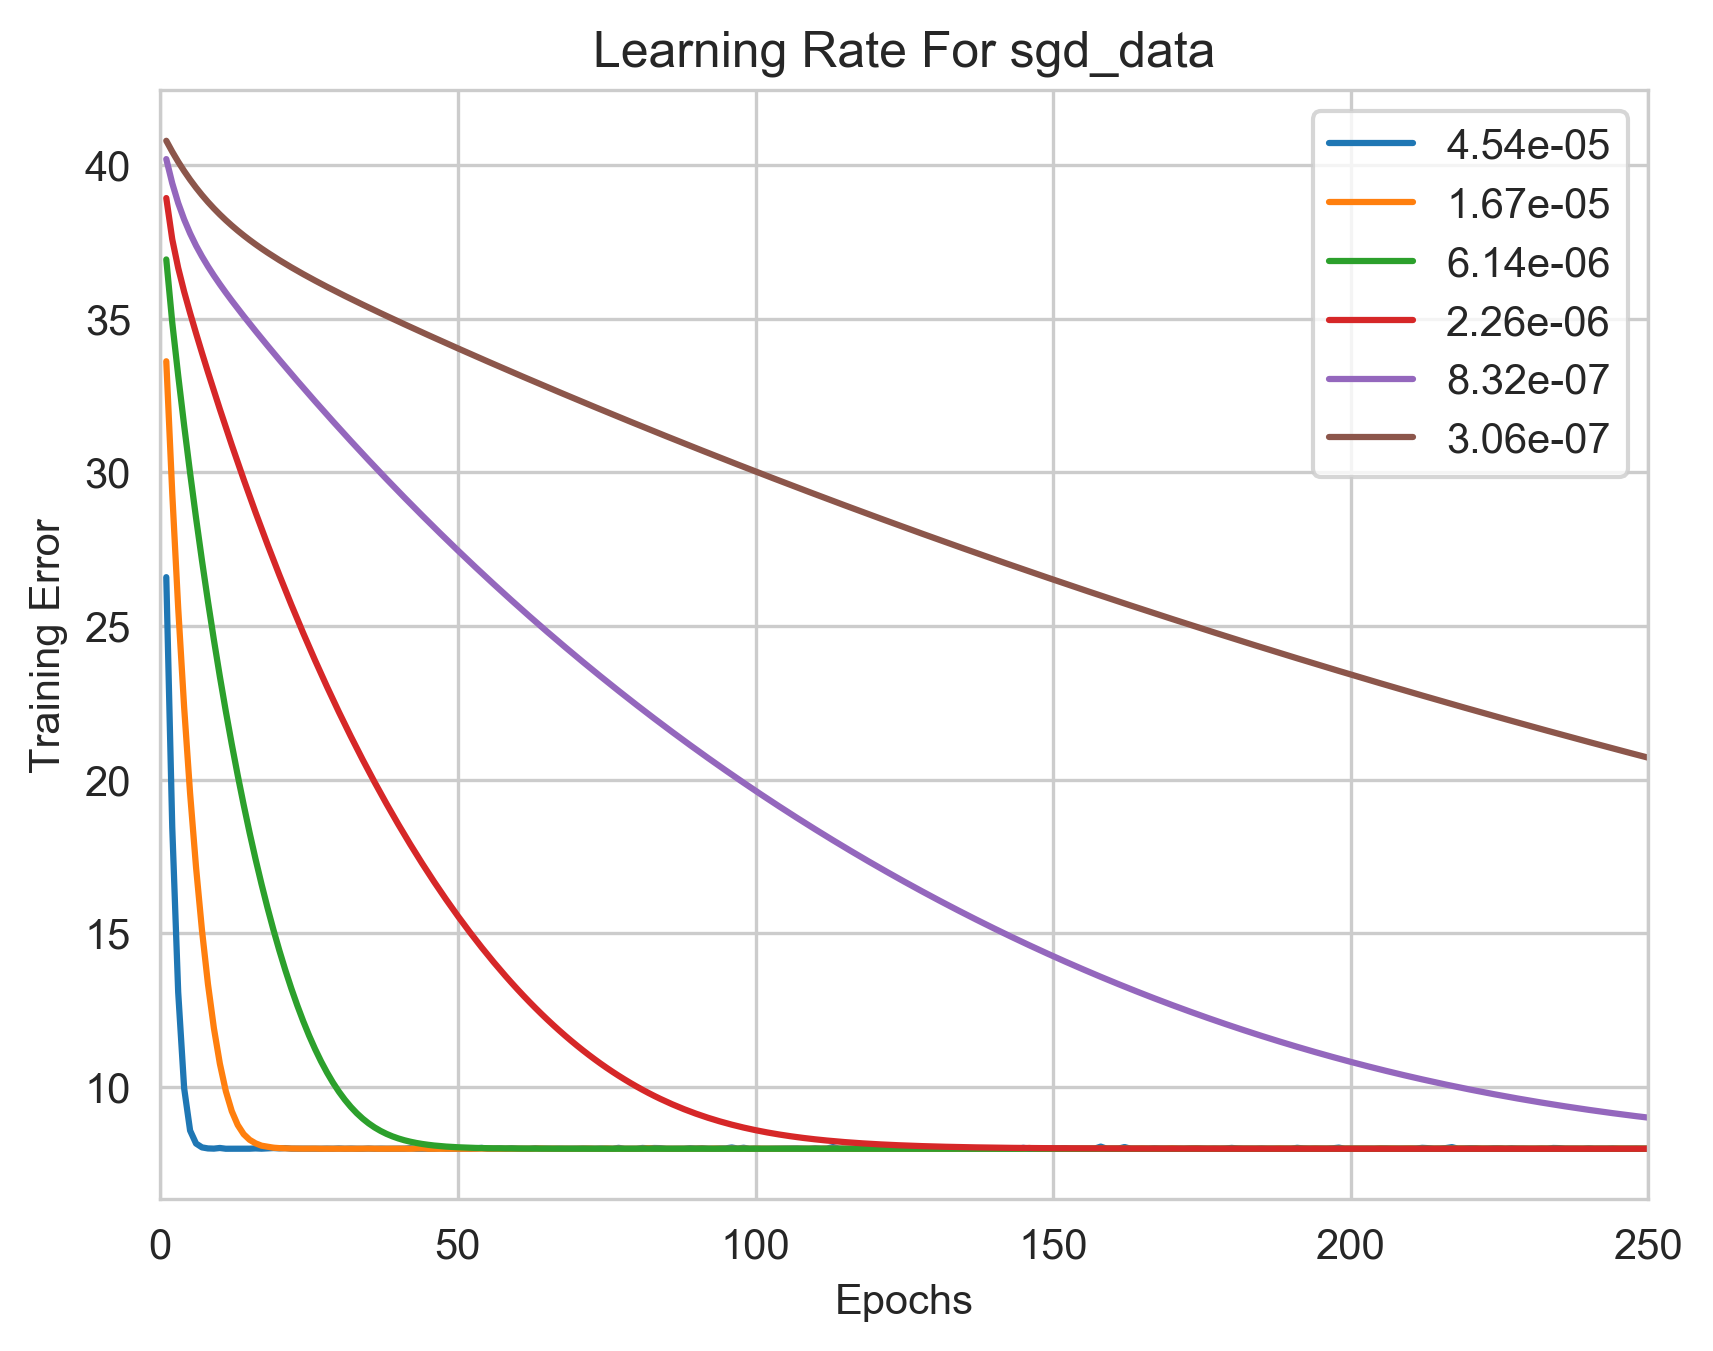 Learning Rate For sgd_data
4.54e-05
1.67e-05
6.14e-06
2.26e-06
8.32e-07
3.06e-07
40
35
30
25
20
15
10
Training Error
0 50 100 150 200 250
Epochs